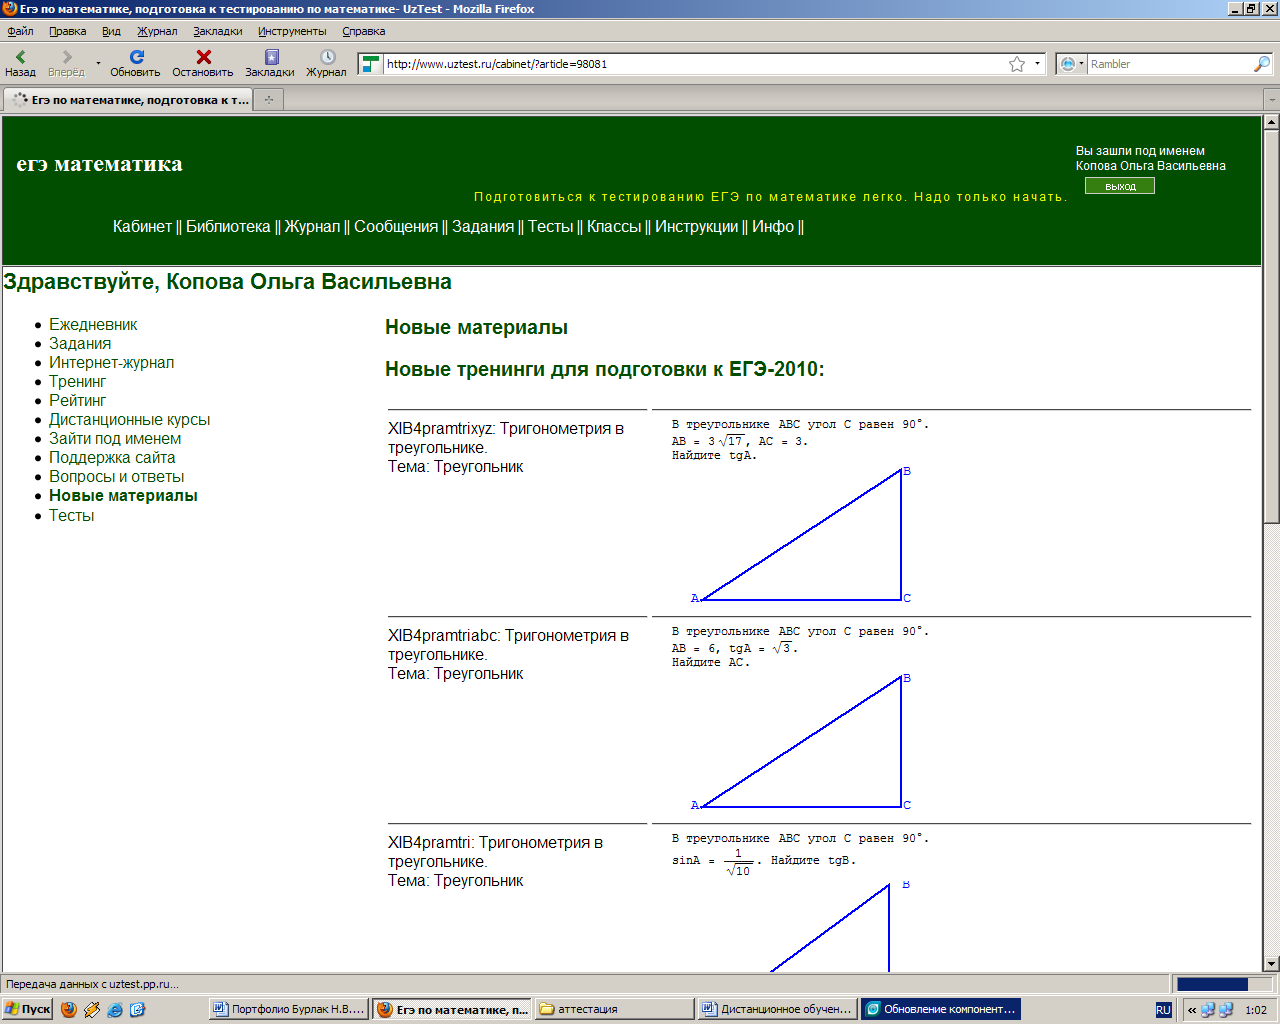 Егэ по математике, подготовка к тестированию по математике- UzTest - Mozilla Firefox
Файл Правка Вид Журнал Закладки Инструменты Справка
Назад Вперёд Обновить Остановить Закладки Журнал http://www.uztest.ru/cabinet/?article=98081 Rambler
Егэ по математике, подготовка к т...
егэ математика
Вы зашли под именем
Копова Ольга Васильевна
выход
Подготовиться к тестированию ЕГЭ по математике легко. Надо только начать.
Кабинет || Библиотека || Журнал || Сообщения || Задания || Тесты || Классы || Инструкции || Инфо ||
Здравствуйте, Копова Ольга Васильевна
Ежедневник
Задания
Интернет-журнал
Тренинг
Рейтинг
Дистанционные курсы
Зайти под именем
Поддержка сайта
Вопросы и ответы
Новые материалы
Тесты
Новые материалы
Новые тренинги для подготовки к ЕГЭ-2010:
XIB4pramtrixyz: Тригонометрия в
треугольнике.
Тема: Треугольник
В треугольнике ABC угол C равен 90°.
AB = 3√17, AC = 3.
Найдите tgA.
B
A C
XIB4pramtriabc: Тригонометрия в
треугольнике.
Тема: Треугольник
В треугольнике ABC угол C равен 90°.
AB = 6, tgA = √3.
Найдите AC.
B
A C
XIB4pramtri: Тригонометрия в
треугольнике.
Тема: Треугольник
В треугольнике ABC угол C равен 90°.
sinA = 1/√10. Найдите tgB.
B
Передача данных с uztest.pp.ru...
Пуск Портфолио Бурлак Н.В.... Егэ по математике, п... аттестация Дистанционное обучен... Обновление компонент... RU « 1:02